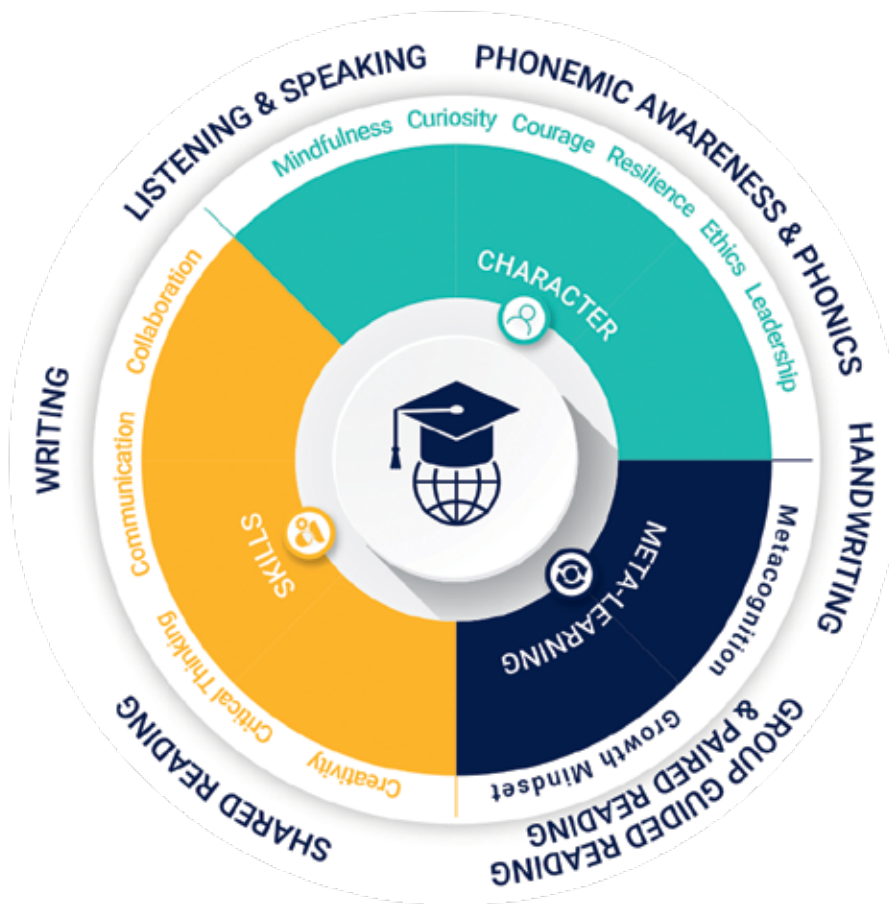 LISTENING & SPEAKING
PHONEMIC AWARENESS & PHONICS
HANDWRITING
GROUP GUIDED READING
& PAIRED READING
SHARED READING
WRITING
Mindfulness
Curiosity
Courage
Resilience
Ethics
Leadership
Metacognition
Growth Mindset
Creativity
Critical Thinking
Communication
Collaboration
CHARACTER
META-LEARNING
SKILLS